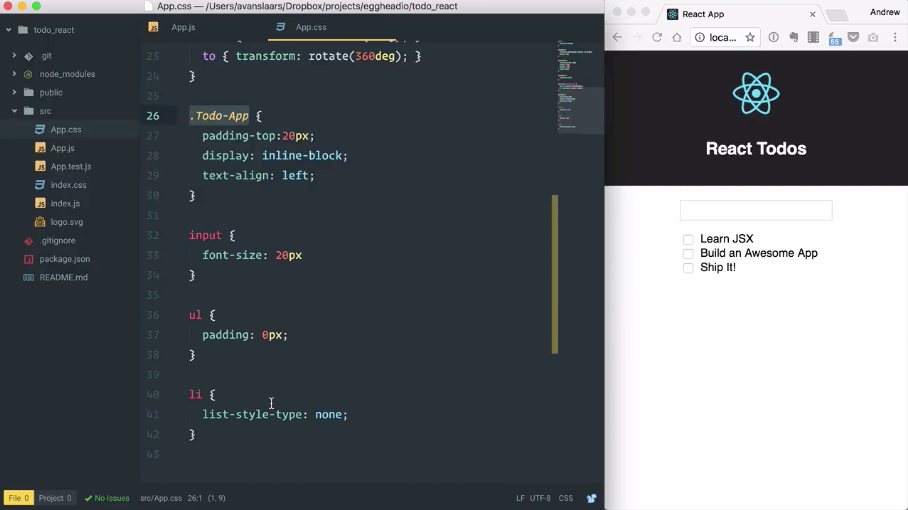 App.css — /Users/avanslaars/Dropbox/projects/eggheadio/todo_react
todo_react
.git
node_modules
public
src
App.css
App.js
App.test.js
index.css
index.js
logo.svg
.gitignore
package.json
README.md
App.js
App.css
23 to { transform: rotate(360deg); }
24 }
25
26 .Todo-App {
27 padding-top:20px;
28 display: inline-block;
29 text-align: left;
30 }
31
32 input {
33 font-size: 20px
34 }
35
36 ul {
37 padding: 0px;
38 }
39
40 li {
41 list-style-type: none;
42 }
43
File 0 Project 0 No Issues src/App.css 26:1 (1, 9) LF UTF-8 CSS
React App
Andrew
loca...
55
React Todos
Learn JSX
Build an Awesome App
Ship It!